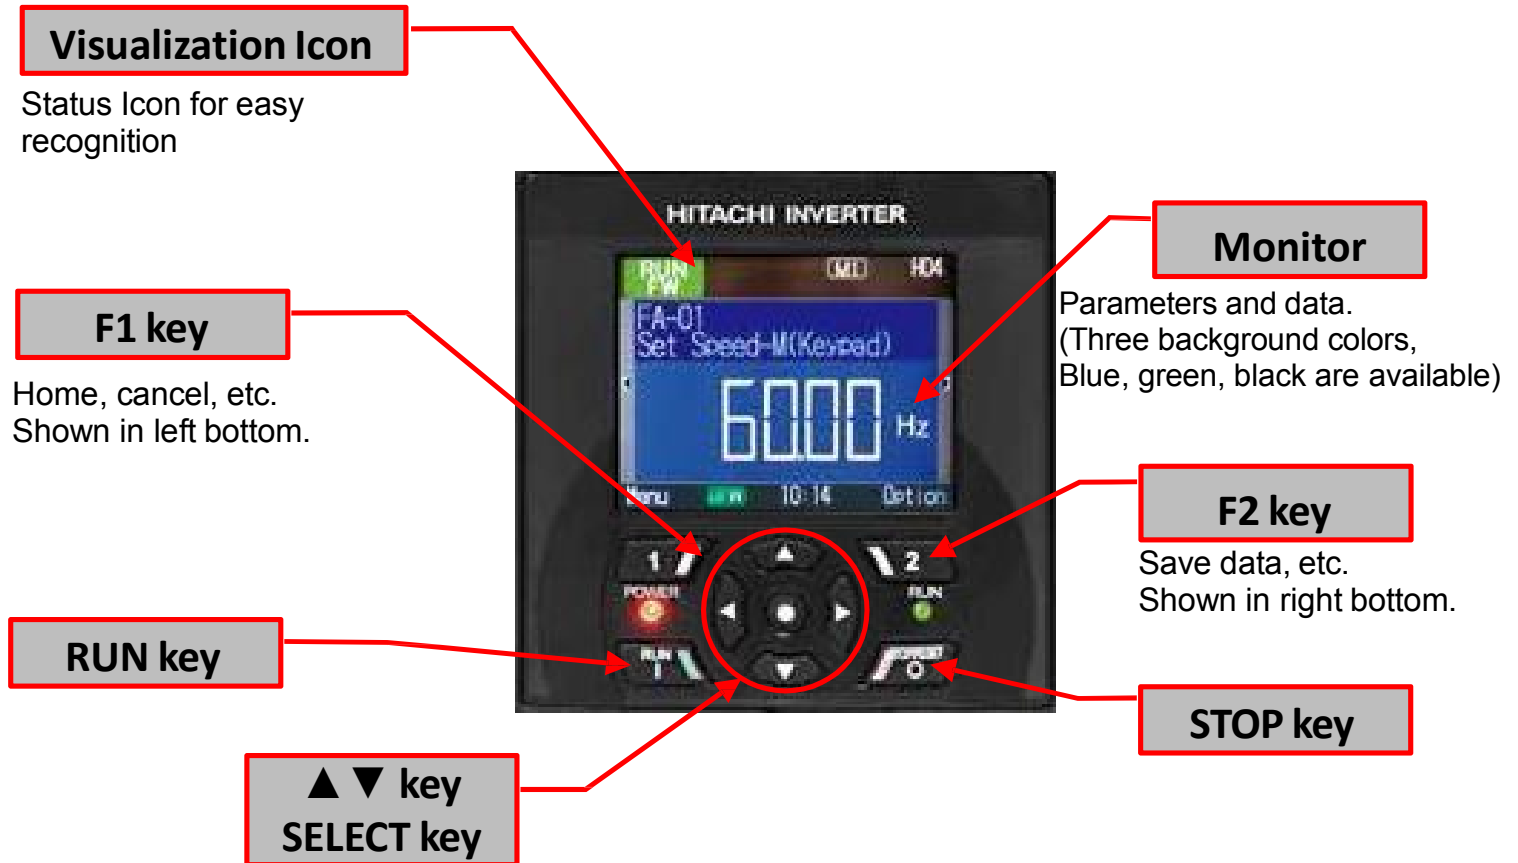 Visualization Icon
Status Icon for easy
recognition
HITACHI INVERTER
RUN
FW
M1
FA-01
Set Speed-M(Keypad)
60.00 Hz
Menu 10:14 Option
Monitor
Parameters and data.
(Three background colors,
Blue, green, black are available)
F1 key
Home, cancel, etc.
Shown in left bottom.
1
2
POWER
RUN
RUN
F2 key
Save data, etc.
Shown in right bottom.
RUN key
STOP key
▲ ▼ key
SELECT key